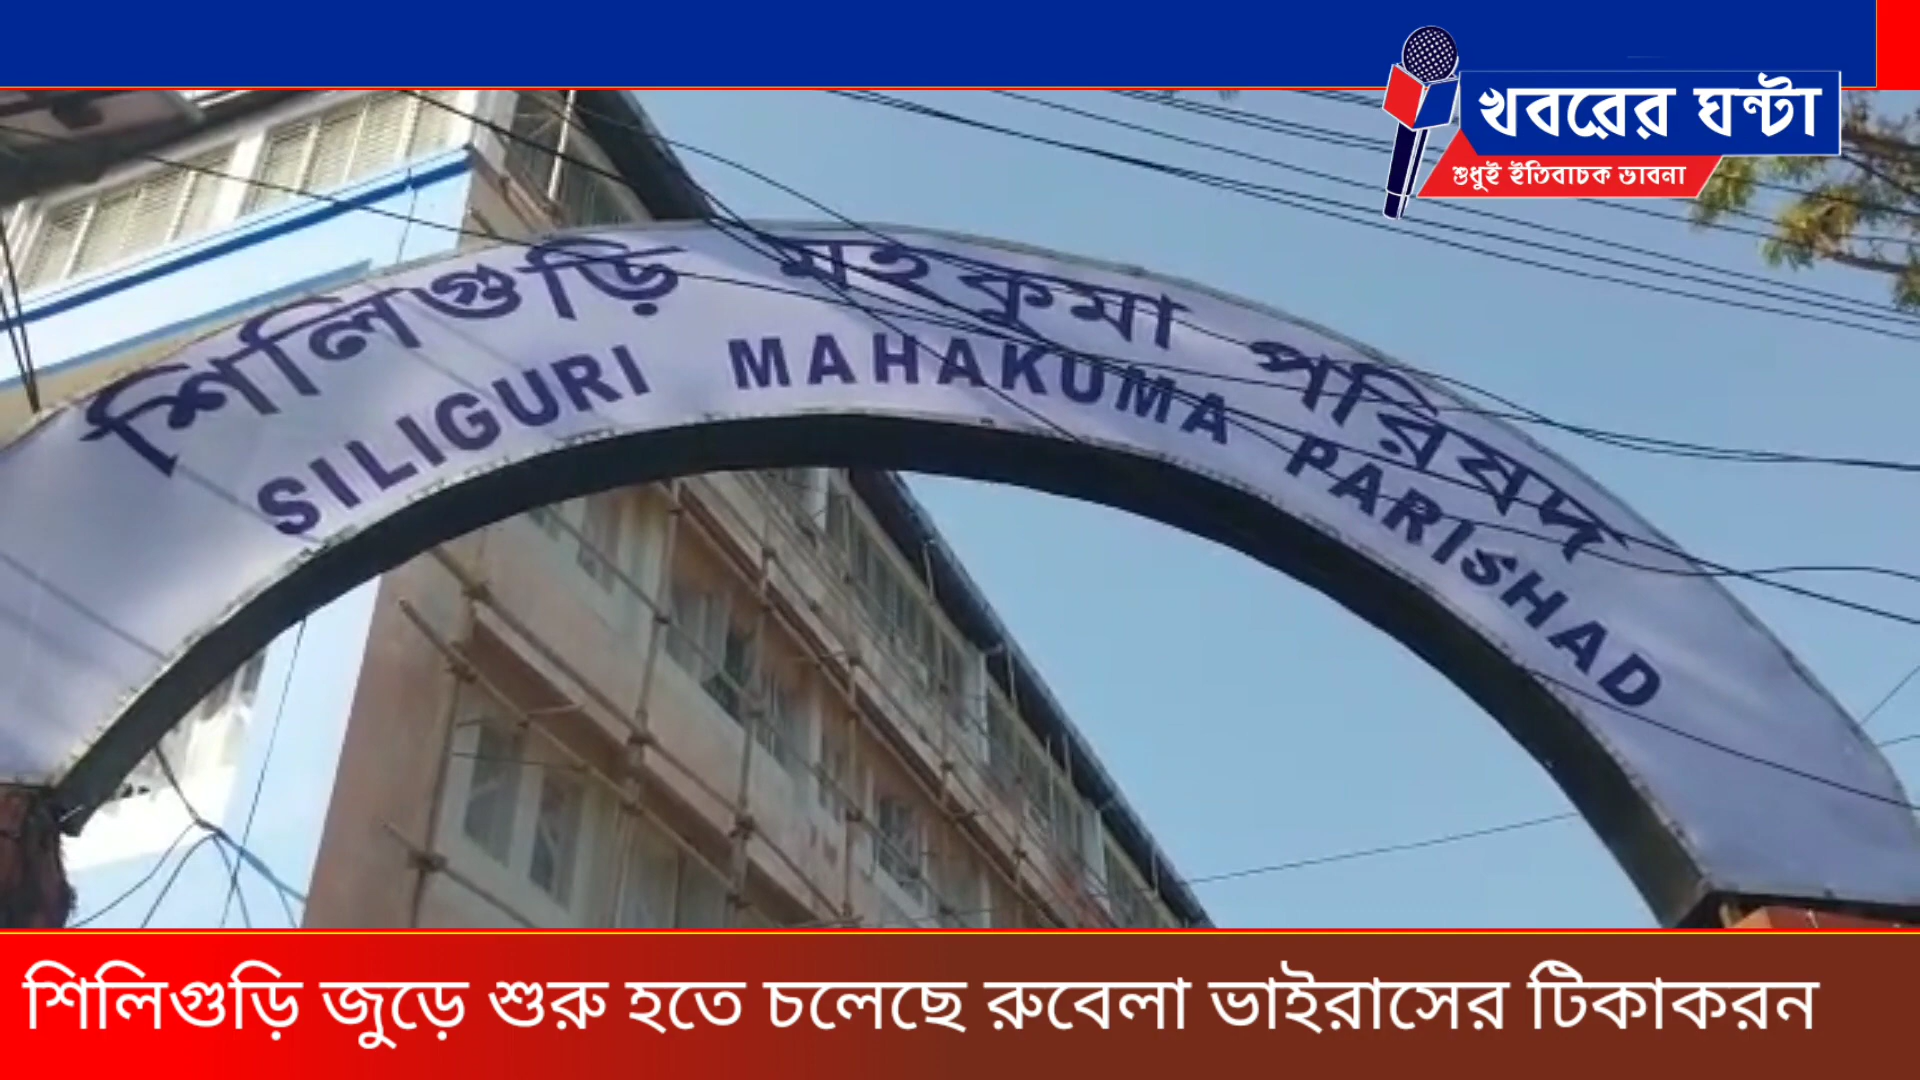 খবরের ঘন্টা
শুধুই ইতিবাচক ভাবনা
শিলিগুড়ি মহকুমা পরিষদ
SILIGURI MAHAKUMA PARISHAD
শিলিগুড়ি জুড়ে শুরু হতে চলেছে রুবেলা ভাইরাসের টিকাকরন